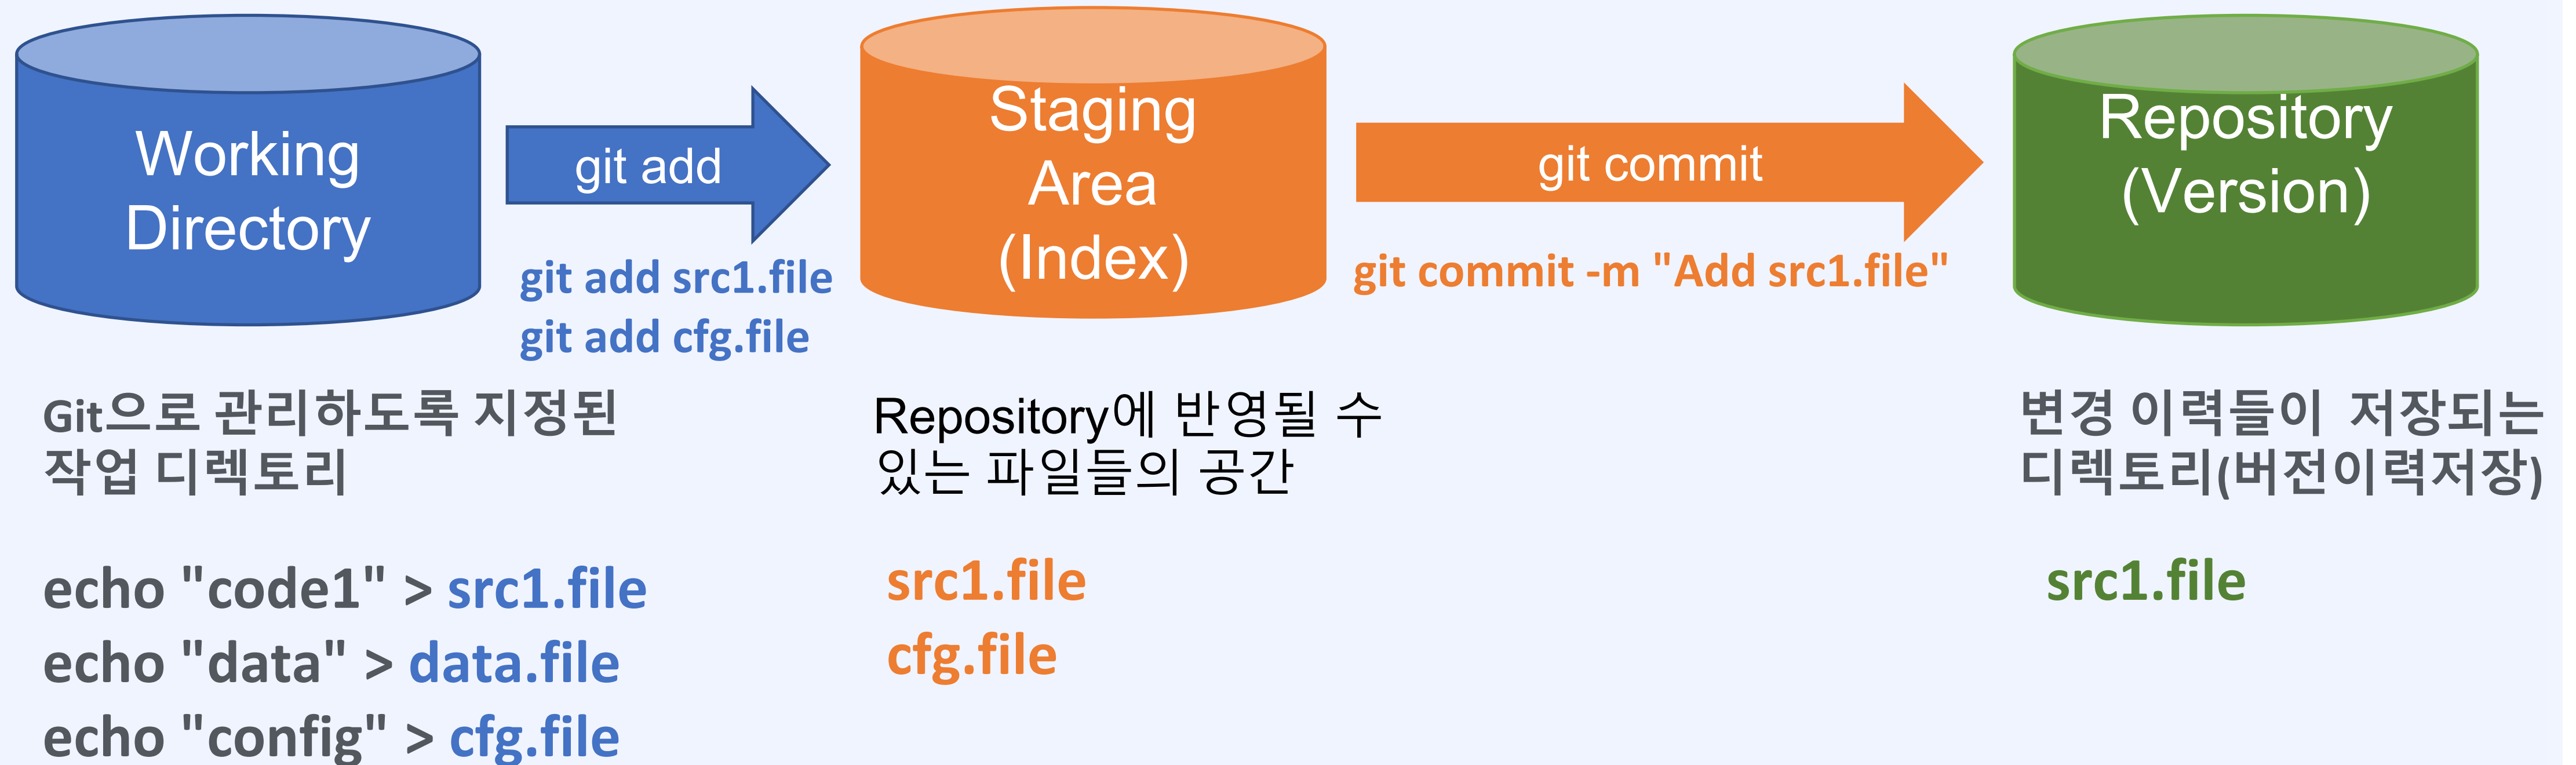 Working
Directory
git add
git add src1.file
git add cfg.file
Staging
Area
(Index)
git commit
git commit -m "Add src1.file"
Repository
(Version)
Git으로 관리하도록 지정된
작업 디렉토리
Repository에 반영될 수
있는 파일들의 공간
변경 이력들이 저장되는
디렉토리(버전이력저장)
echo "code1" > src1.file
echo "data" > data.file
echo "config" > cfg.file
src1.file
cfg.file
src1.file